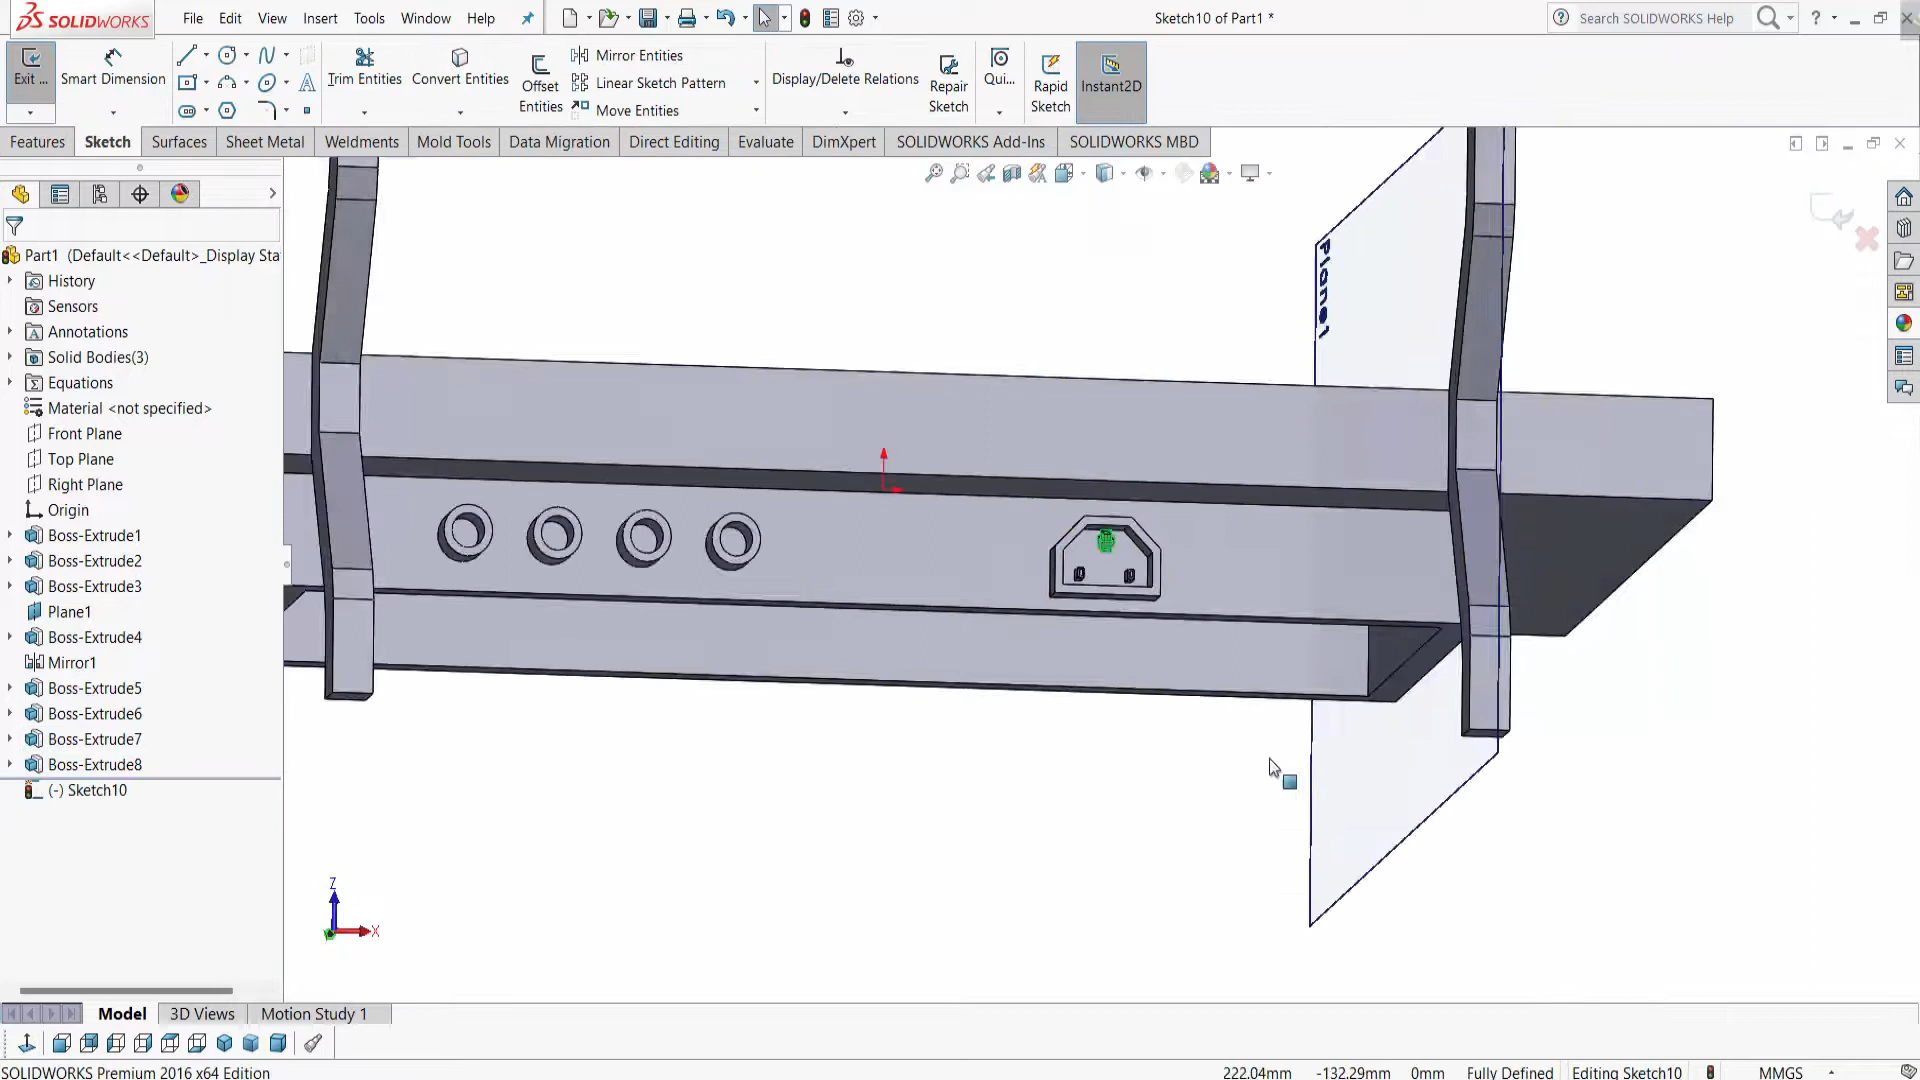 SOLIDWORKS
File Edit View Insert Tools Window Help
Sketch10 of Part1 *
Search SOLIDWORKS Help
Exit ...
Smart Dimension
Trim Entities
Convert Entities
Offset Entities
Mirror Entities
Linear Sketch Pattern
Move Entities
Display/Delete Relations
Repair Sketch
Qui...
Rapid Sketch
Instant2D
Features Sketch Surfaces Sheet Metal Weldments Mold Tools Data Migration Direct Editing Evaluate DimXpert SOLIDWORKS Add-Ins SOLIDWORKS MBD
Part1 (Default<<Default>_Display Sta
History
Sensors
Annotations
Solid Bodies(3)
Equations
Material <not specified>
Front Plane
Top Plane
Right Plane
Origin
Boss-Extrude1
Boss-Extrude2
Boss-Extrude3
Plane1
Boss-Extrude4
Mirror1
Boss-Extrude5
Boss-Extrude6
Boss-Extrude7
Boss-Extrude8
(-) Sketch10
Plane1
Z
X
Model 3D Views Motion Study 1
SOLIDWORKS Premium 2016 x64 Edition
222.04mm -132.29mm 0mm Fully Defined Editing Sketch10 MMGS